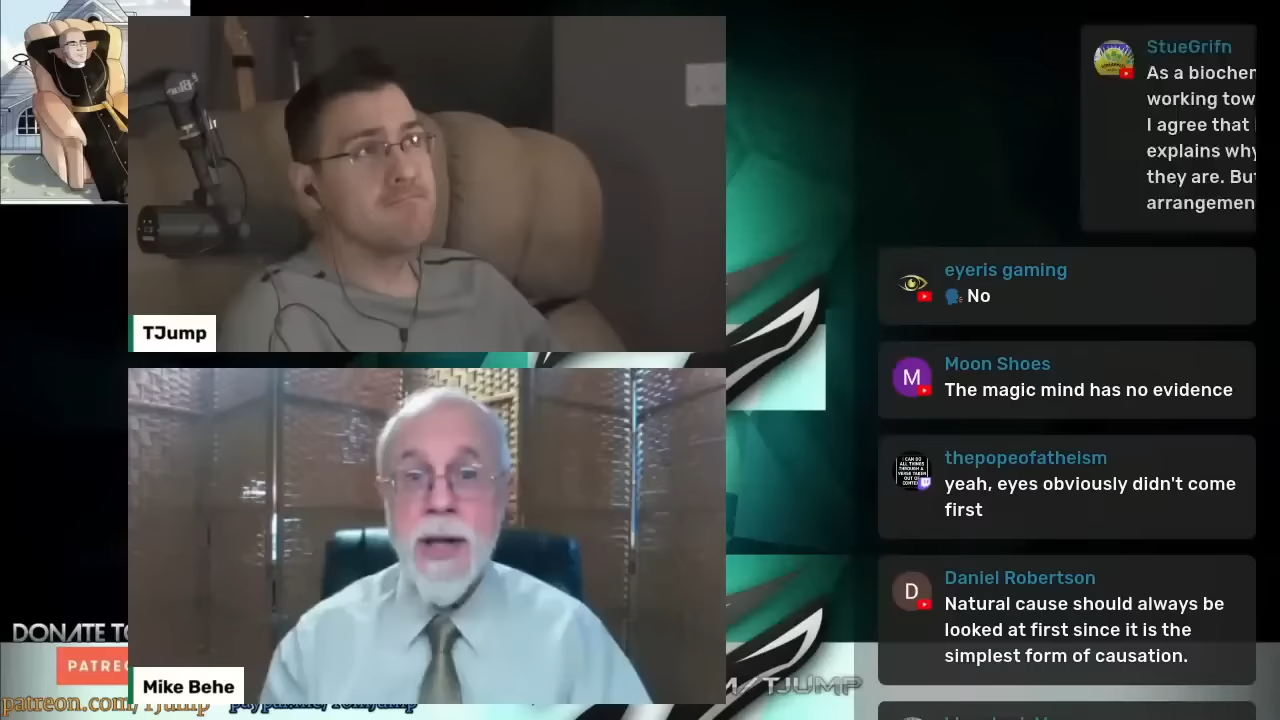 TJump
Mike Behe
DONATE TO
PATREO
patreon.com/TJump
/TJUMP
StueGrifn
As a biochem
working tow
I agree that
explains why
they are. But
arrangemen
eyeris gaming
No
M
Moon Shoes
The magic mind has no evidence
thepopeofatheism
yeah, eyes obviously didn't come
first
D
Daniel Robertson
Natural cause should always be
looked at first since it is the
simplest form of causation.